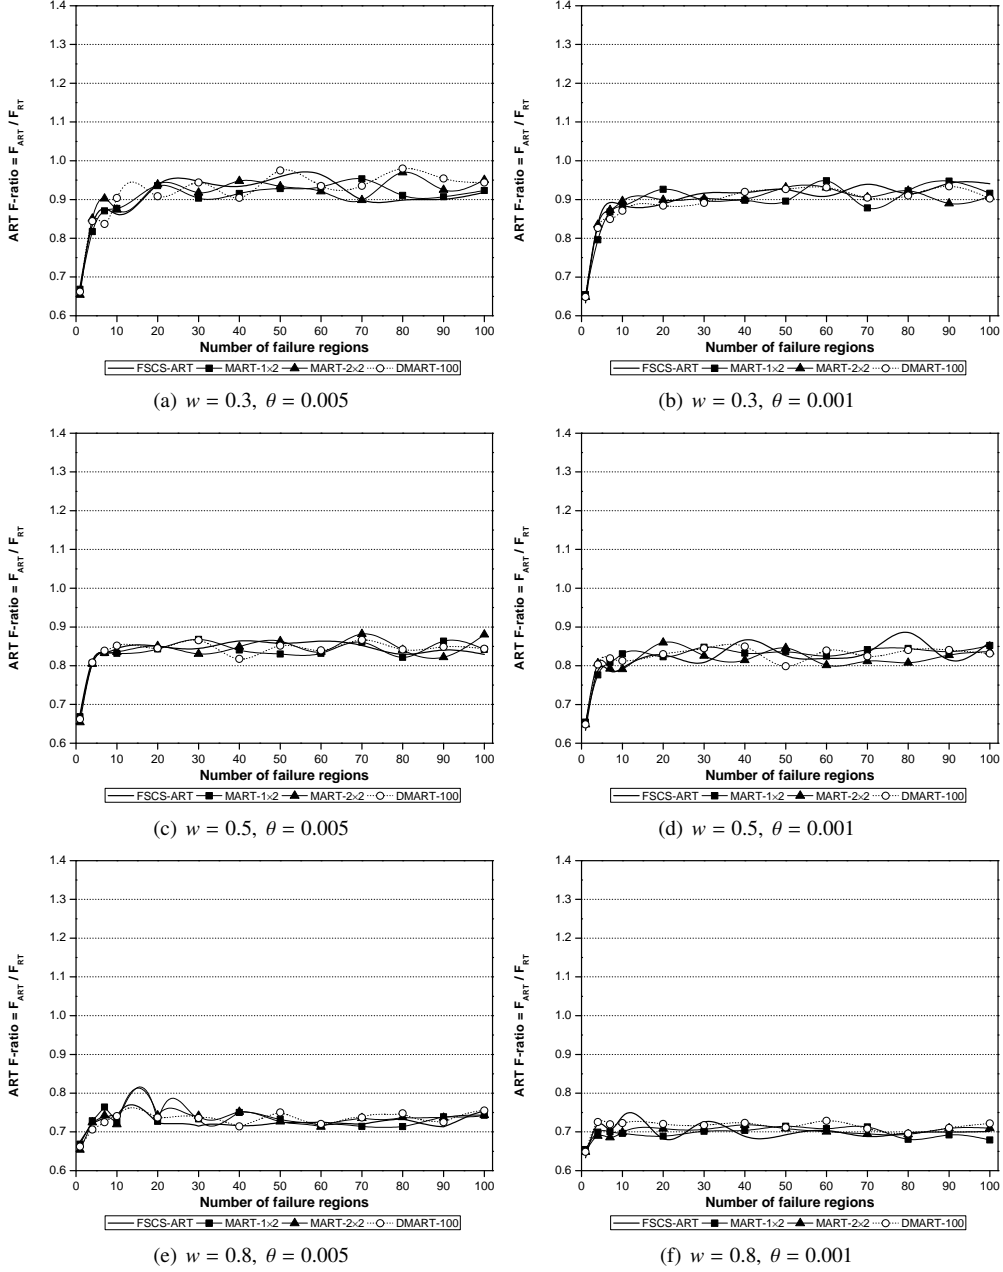 1.4
1.3
1.2
1.1
1.0
0.9
0.8
0.7
0.6
ART F-ratio = F_ART / F_RT
0 10 20 30 40 50 60 70 80 90 100
Number of failure regions
FSCS-ART MART-1×2 MART-2×2 DMART-100
(a) w = 0.3, θ = 0.005
1.4
1.3
1.2
1.1
1.0
0.9
0.8
0.7
0.6
ART F-ratio = F_ART / F_RT
0 10 20 30 40 50 60 70 80 90 100
Number of failure regions
FSCS-ART MART-1×2 MART-2×2 DMART-100
(b) w = 0.3, θ = 0.001
1.4
1.3
1.2
1.1
1.0
0.9
0.8
0.7
0.6
ART F-ratio = F_ART / F_RT
0 10 20 30 40 50 60 70 80 90 100
Number of failure regions
FSCS-ART MART-1×2 MART-2×2 DMART-100
(c) w = 0.5, θ = 0.005
1.4
1.3
1.2
1.1
1.0
0.9
0.8
0.7
0.6
ART F-ratio = F_ART / F_RT
0 10 20 30 40 50 60 70 80 90 100
Number of failure regions
FSCS-ART MART-1×2 MART-2×2 DMART-100
(d) w = 0.5, θ = 0.001
1.4
1.3
1.2
1.1
1.0
0.9
0.8
0.7
0.6
ART F-ratio = F_ART / F_RT
0 10 20 30 40 50 60 70 80 90 100
Number of failure regions
FSCS-ART MART-1×2 MART-2×2 DMART-100
(e) w = 0.8, θ = 0.005
1.4
1.3
1.2
1.1
1.0
0.9
0.8
0.7
0.6
ART F-ratio = F_ART / F_RT
0 10 20 30 40 50 60 70 80 90 100
Number of failure regions
FSCS-ART MART-1×2 MART-2×2 DMART-100
(f) w = 0.8, θ = 0.001